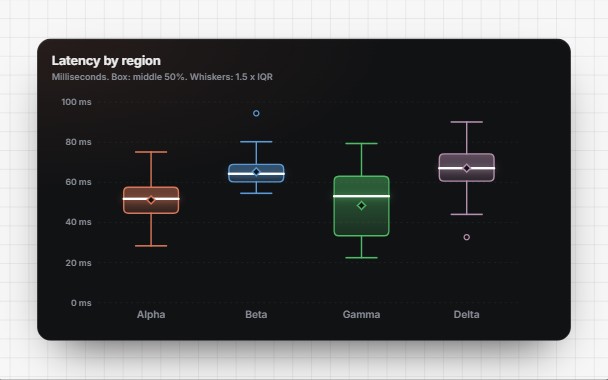 Latency by region
Milliseconds. Box: middle 50%. Whiskers: 1.5 x IQR
100 ms
80 ms
60 ms
40 ms
20 ms
0 ms
Alpha Beta Gamma Delta